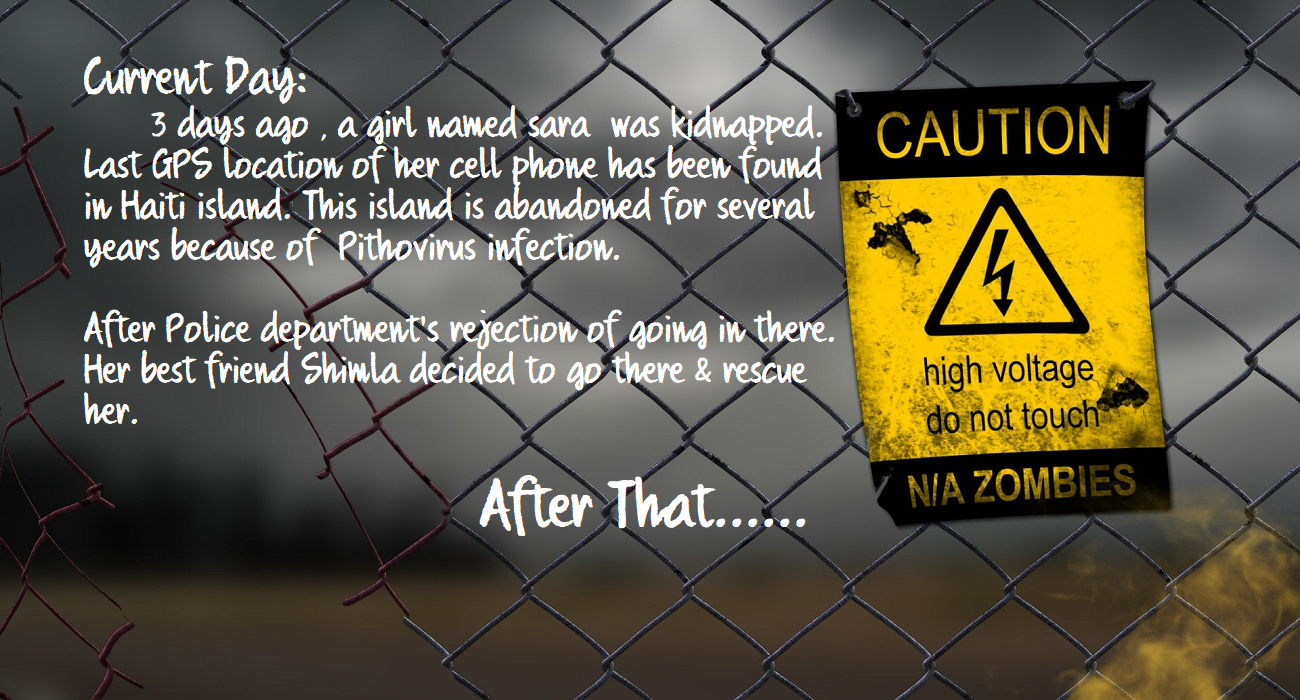 Current Day:
3 days ago , a girl named sara was kidnapped.
Last GPS location of her cell phone has been found
in Haiti island. This island is abandoned for several
years because of Pithovirus infection.
After Police department's rejection of going in there.
Her best friend Shimla decided to go there & rescue
her.
After That......
CAUTION
high voltage
do not touch
N/A ZOMBIES